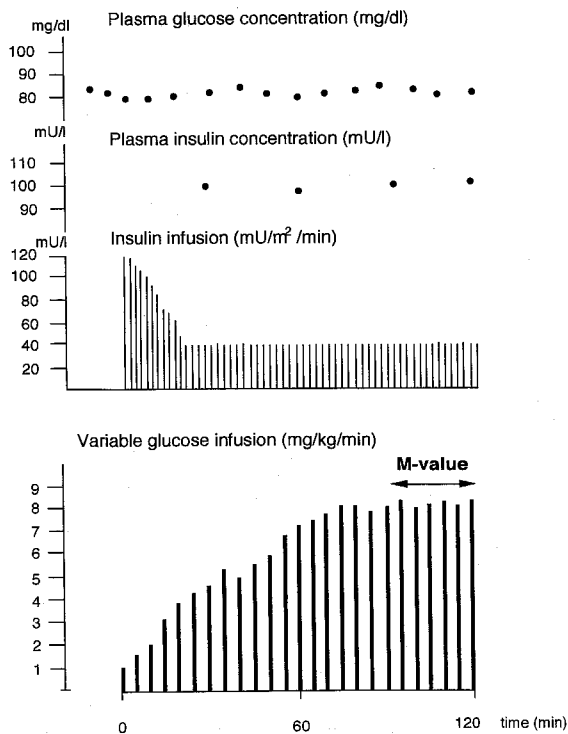 Plasma glucose concentration (mg/dl)
mg/dl
100
90
80
mU/l
Plasma insulin concentration (mU/l)
110
100
90
mU/l
Insulin infusion (mU/m² /min)
120
100
80
60
40
20
Variable glucose infusion (mg/kg/min)
M-value
9
8
7
6
5
4
3
2
1
0 60 120 time (min)